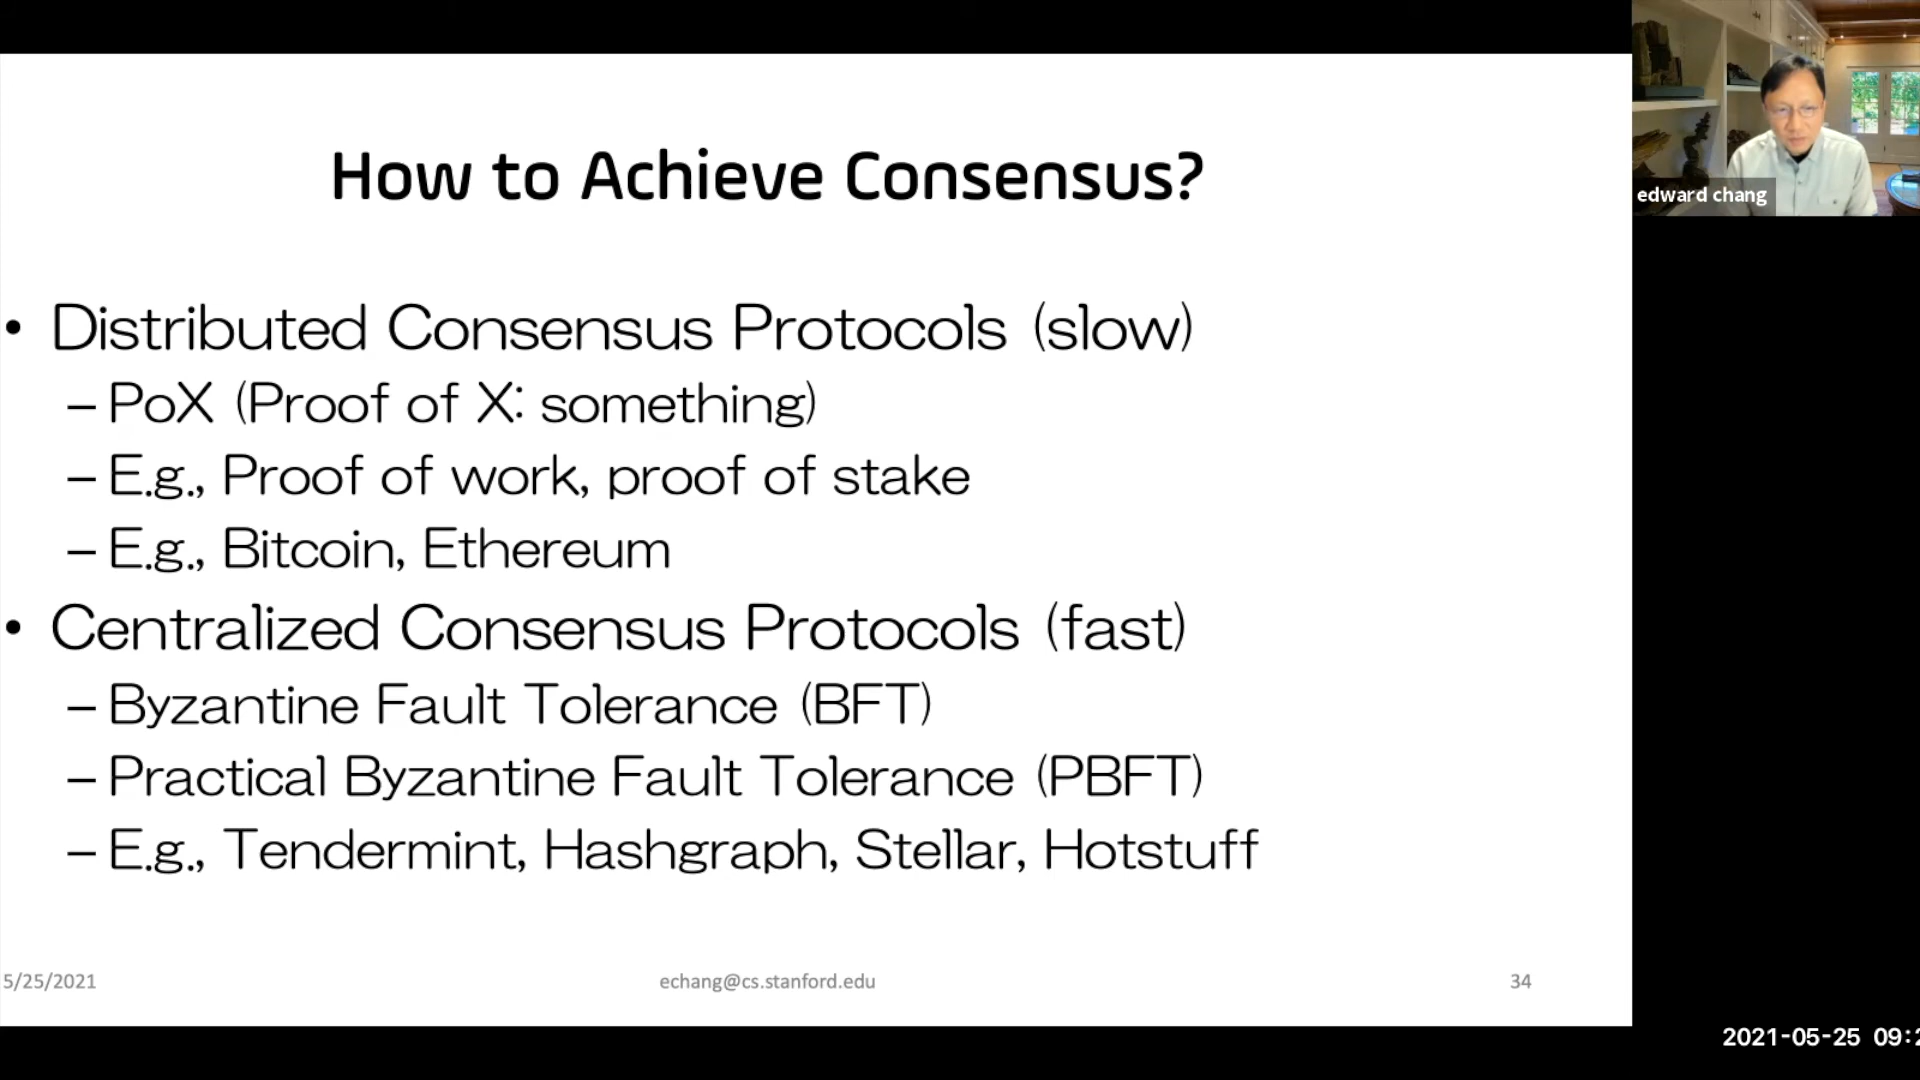 How to Achieve Consensus?
• Distributed Consensus Protocols (slow)
– PoX (Proof of X: something)
– E.g., Proof of work, proof of stake
– E.g., Bitcoin, Ethereum
• Centralized Consensus Protocols (fast)
– Byzantine Fault Tolerance (BFT)
– Practical Byzantine Fault Tolerance (PBFT)
– E.g., Tendermint, Hashgraph, Stellar, Hotstuff
5/25/2021
echang@cs.stanford.edu
34
edward chang
2021-05-25 09:2